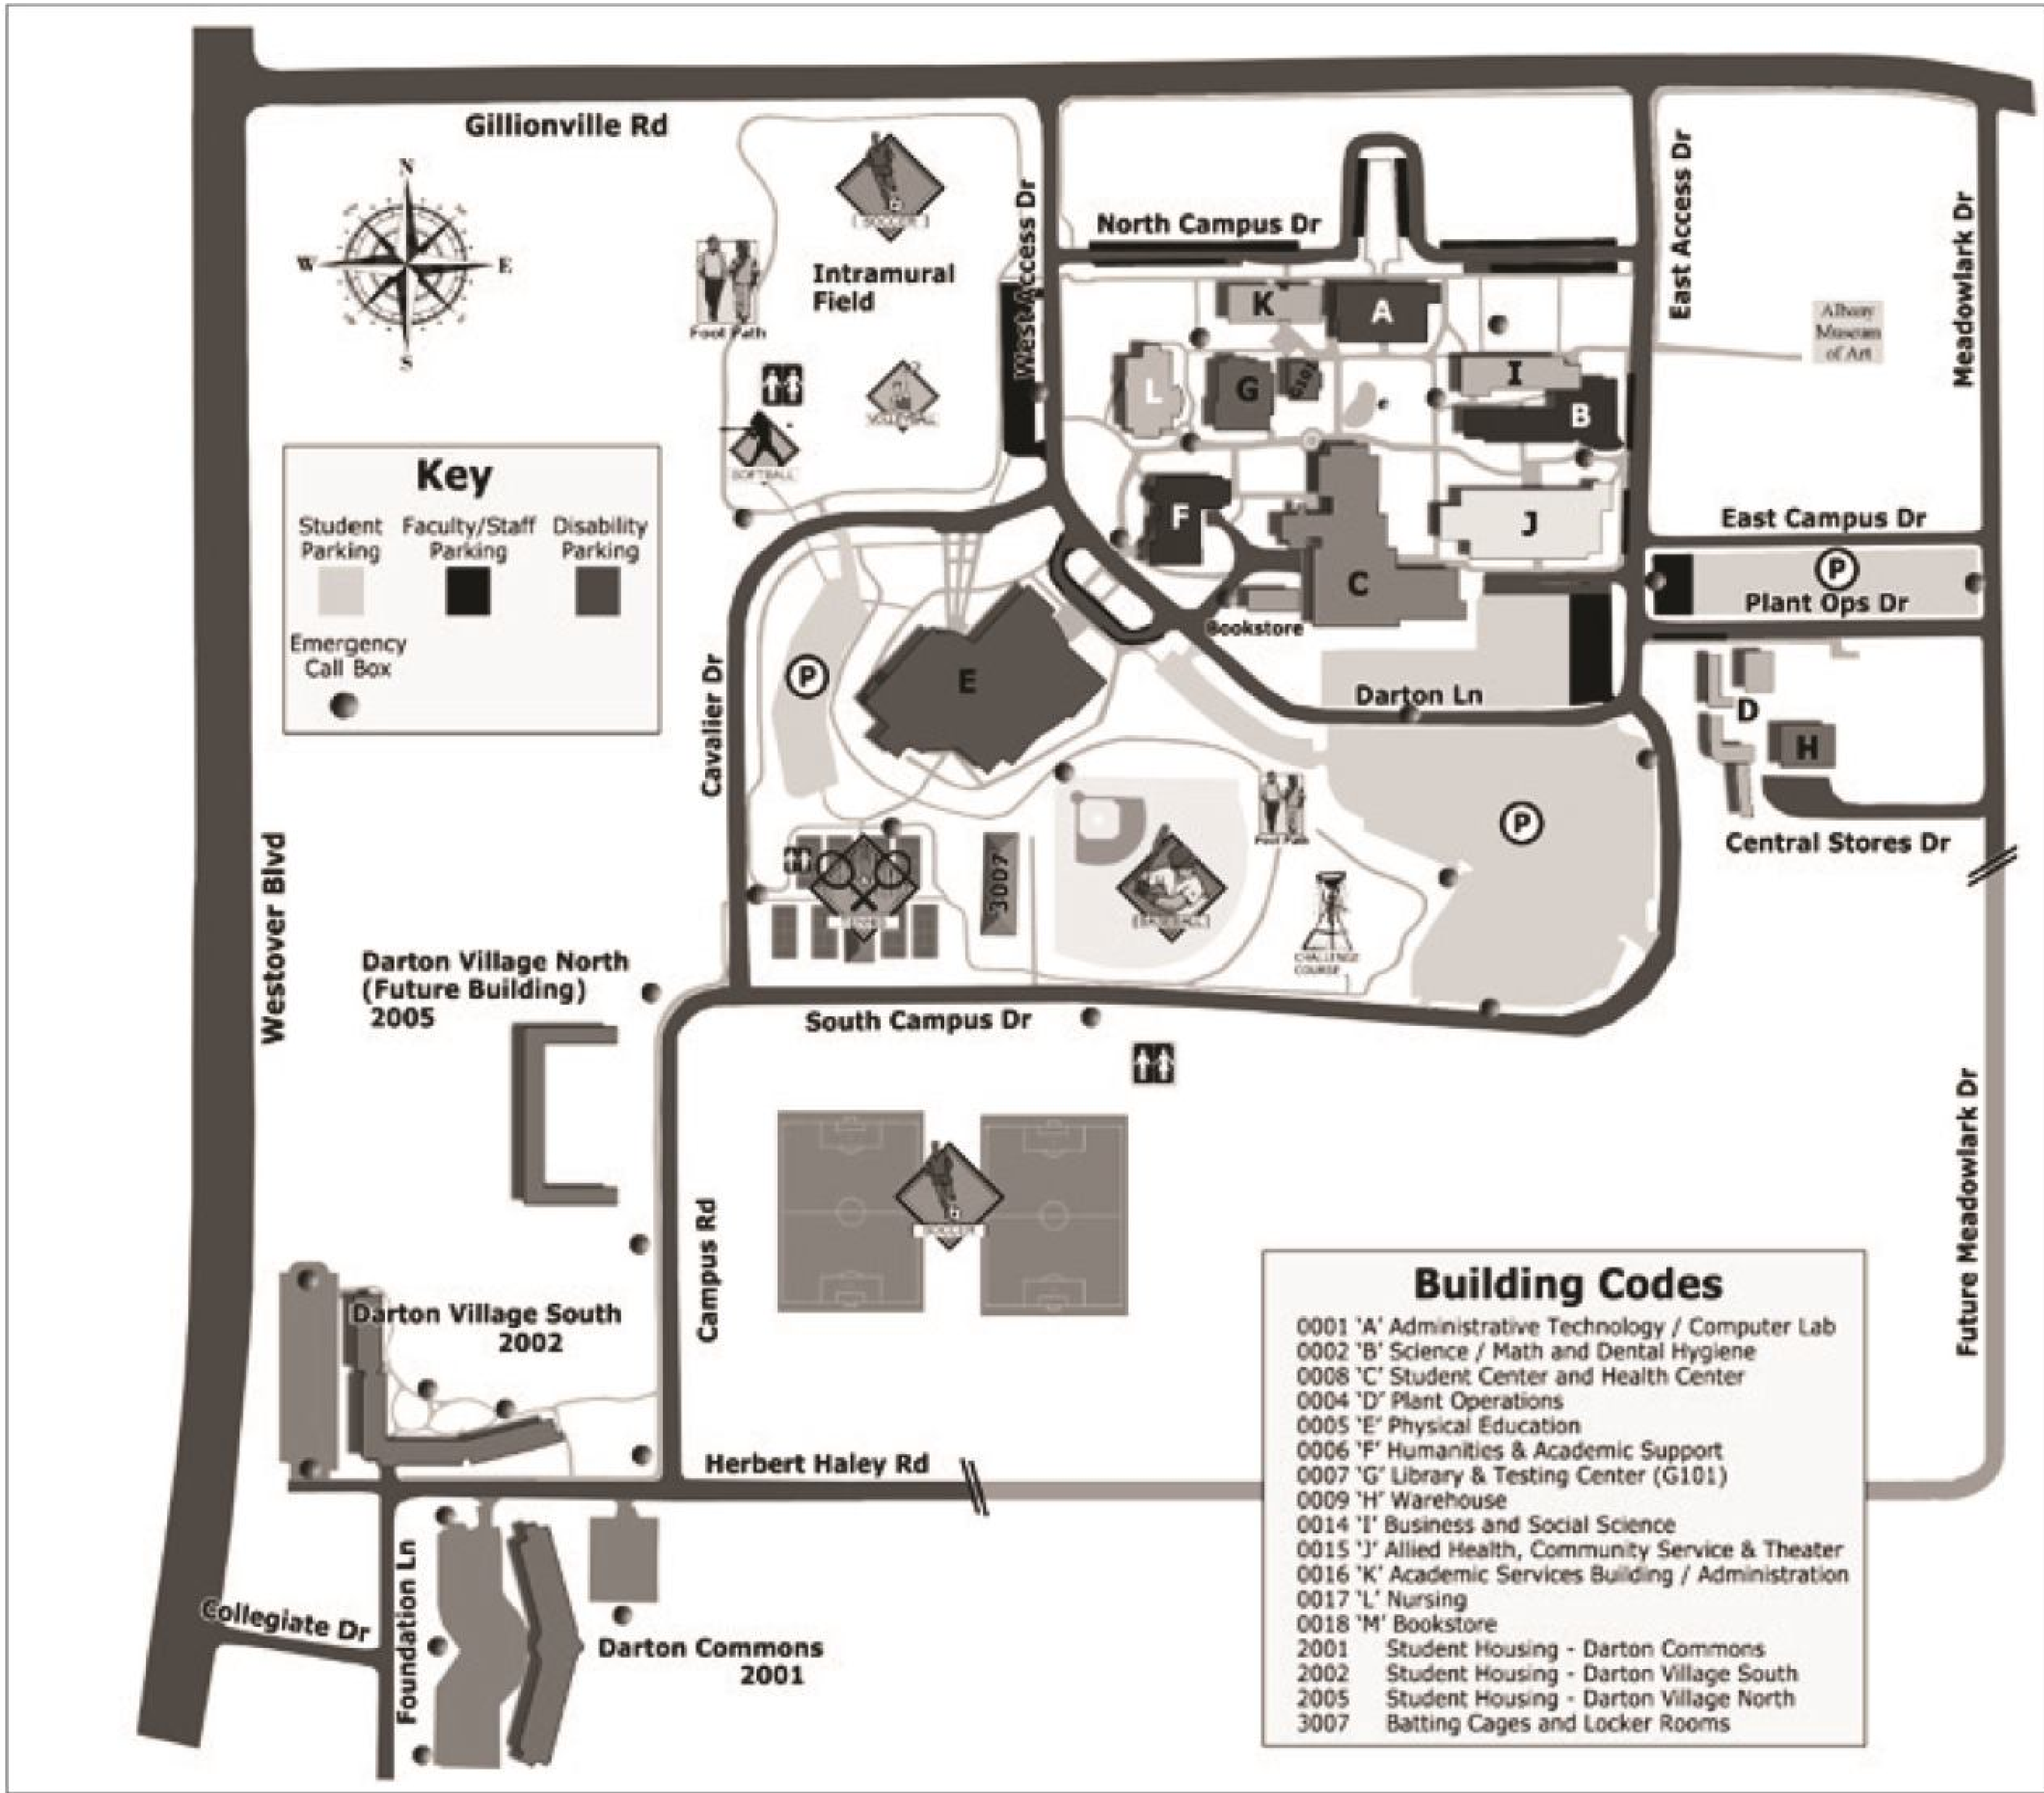 Gillionville Rd
N
W
E
S
SOCCER
West Access Dr
North Campus Dr
East Access Dr
Meadowlark Dr
Intramural
Field
Foot Path
K
A
Albany
Museum
of Art
I
L
G
G101
B
VOLLEYBALL
SOFTBALL
Key
Student
Parking
Faculty/Staff
Parking
Disability
Parking
Emergency
Call Box
F
J
East Campus Dr
P
Plant Ops Dr
C
Bookstore
Cavalier Dr
P
E
Darton Ln
D
H
P
Central Stores Dr
Foot Path
3007
TENNIS
BASEBALL
CHALLENGE
COURSE
Westover Blvd
Darton Village North
(Future Building)
2005
South Campus Dr
Future Meadowlark Dr
SOCCER
Campus Rd
Darton Village South
2002
Herbert Haley Rd
Collegiate Dr
Foundation Ln
Darton Commons
2001
Building Codes
0001 'A' Administrative Technology / Computer Lab
0002 'B' Science / Math and Dental Hygiene
0008 'C' Student Center and Health Center
0004 'D' Plant Operations
0005 'E' Physical Education
0006 'F' Humanities & Academic Support
0007 'G' Library & Testing Center (G101)
0009 'H' Warehouse
0014 'I' Business and Social Science
0015 'J' Allied Health, Community Service & Theater
0016 'K' Academic Services Building / Administration
0017 'L' Nursing
0018 'M' Bookstore
2001 Student Housing - Darton Commons
2002 Student Housing - Darton Village South
2005 Student Housing - Darton Village North
3007 Batting Cages and Locker Rooms